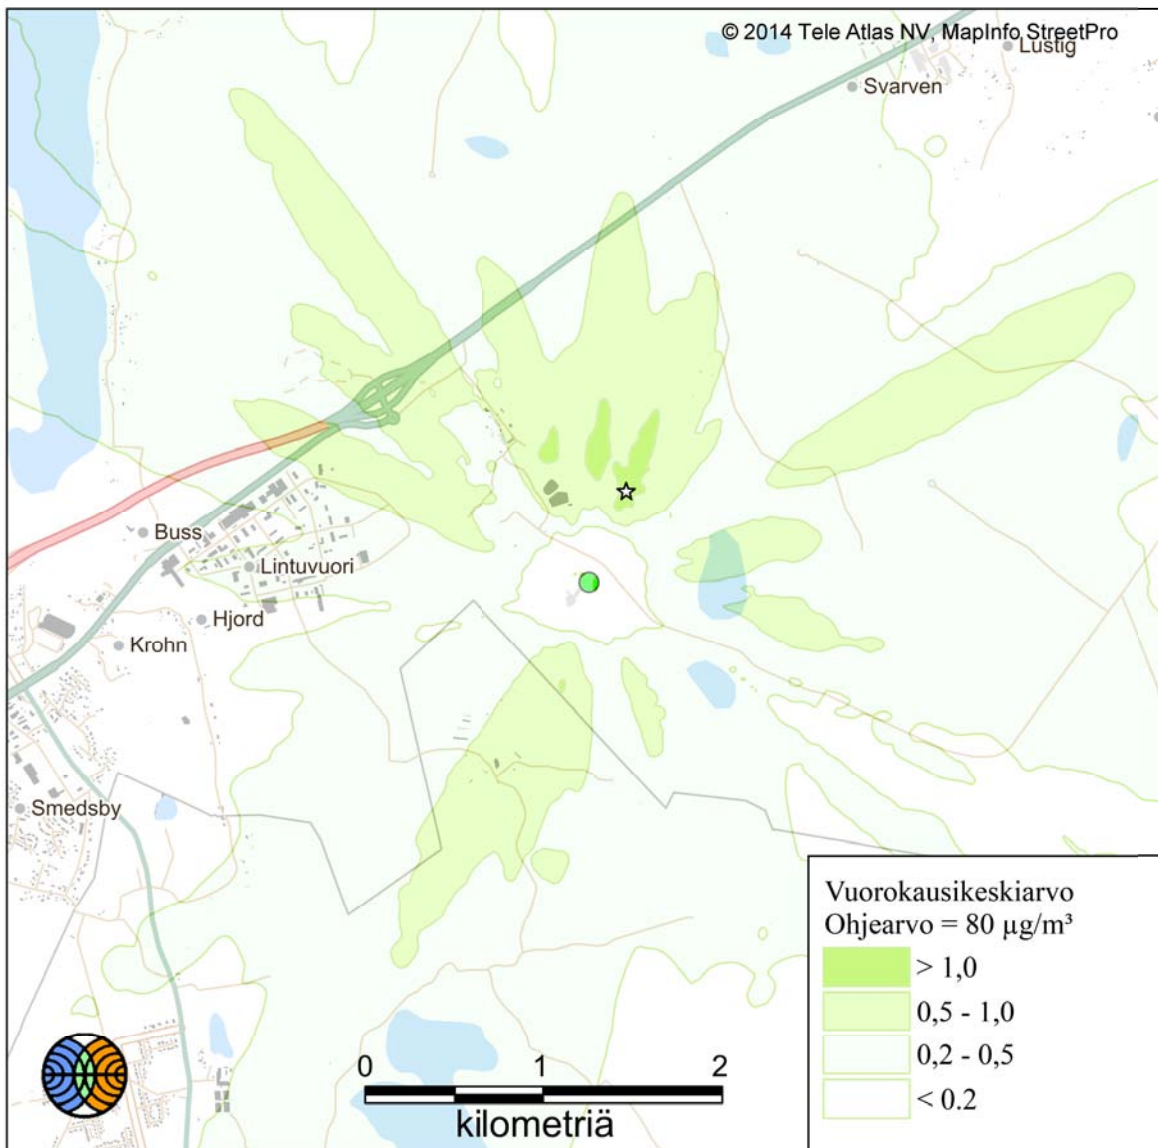 © 2014 Tele Atlas NV, MapInfo StreetPro
Lustig
Svarven
Buss
Lintuvuori
Hjord
Krohn
Smedsby
Vuorokausikeskiarvo
Ohjearvo = 80 µg/m³
> 1,0
0,5 - 1,0
0,2 - 0,5
< 0.2
0 1 2
kilometriä